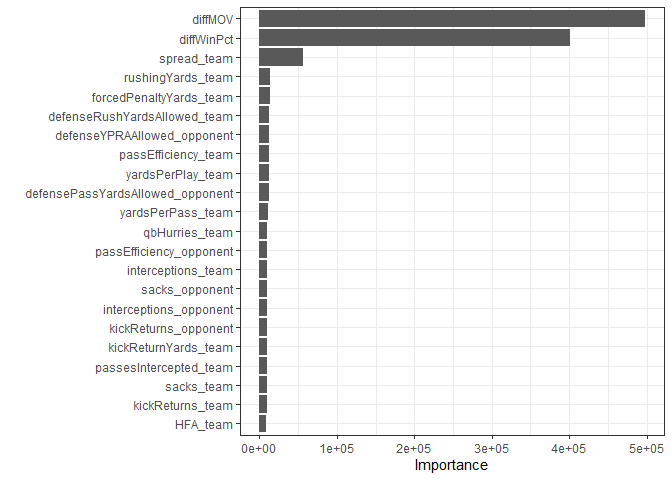 diffMOV
diffWinPct
spread_team
rushingYards_team
forcedPenaltyYards_team
defenseRushYardsAllowed_team
defenseYPRAAllowed_opponent
passEfficiency_team
yardsPerPlay_team
defensePassYardsAllowed_opponent
yardsPerPass_team
qbHurries_team
passEfficiency_opponent
interceptions_team
sacks_opponent
interceptions_opponent
kickReturns_opponent
kickReturnYards_team
passesIntercepted_team
sacks_team
kickReturns_team
HFA_team
0e+00 1e+05 2e+05 3e+05 4e+05 5e+05
Importance